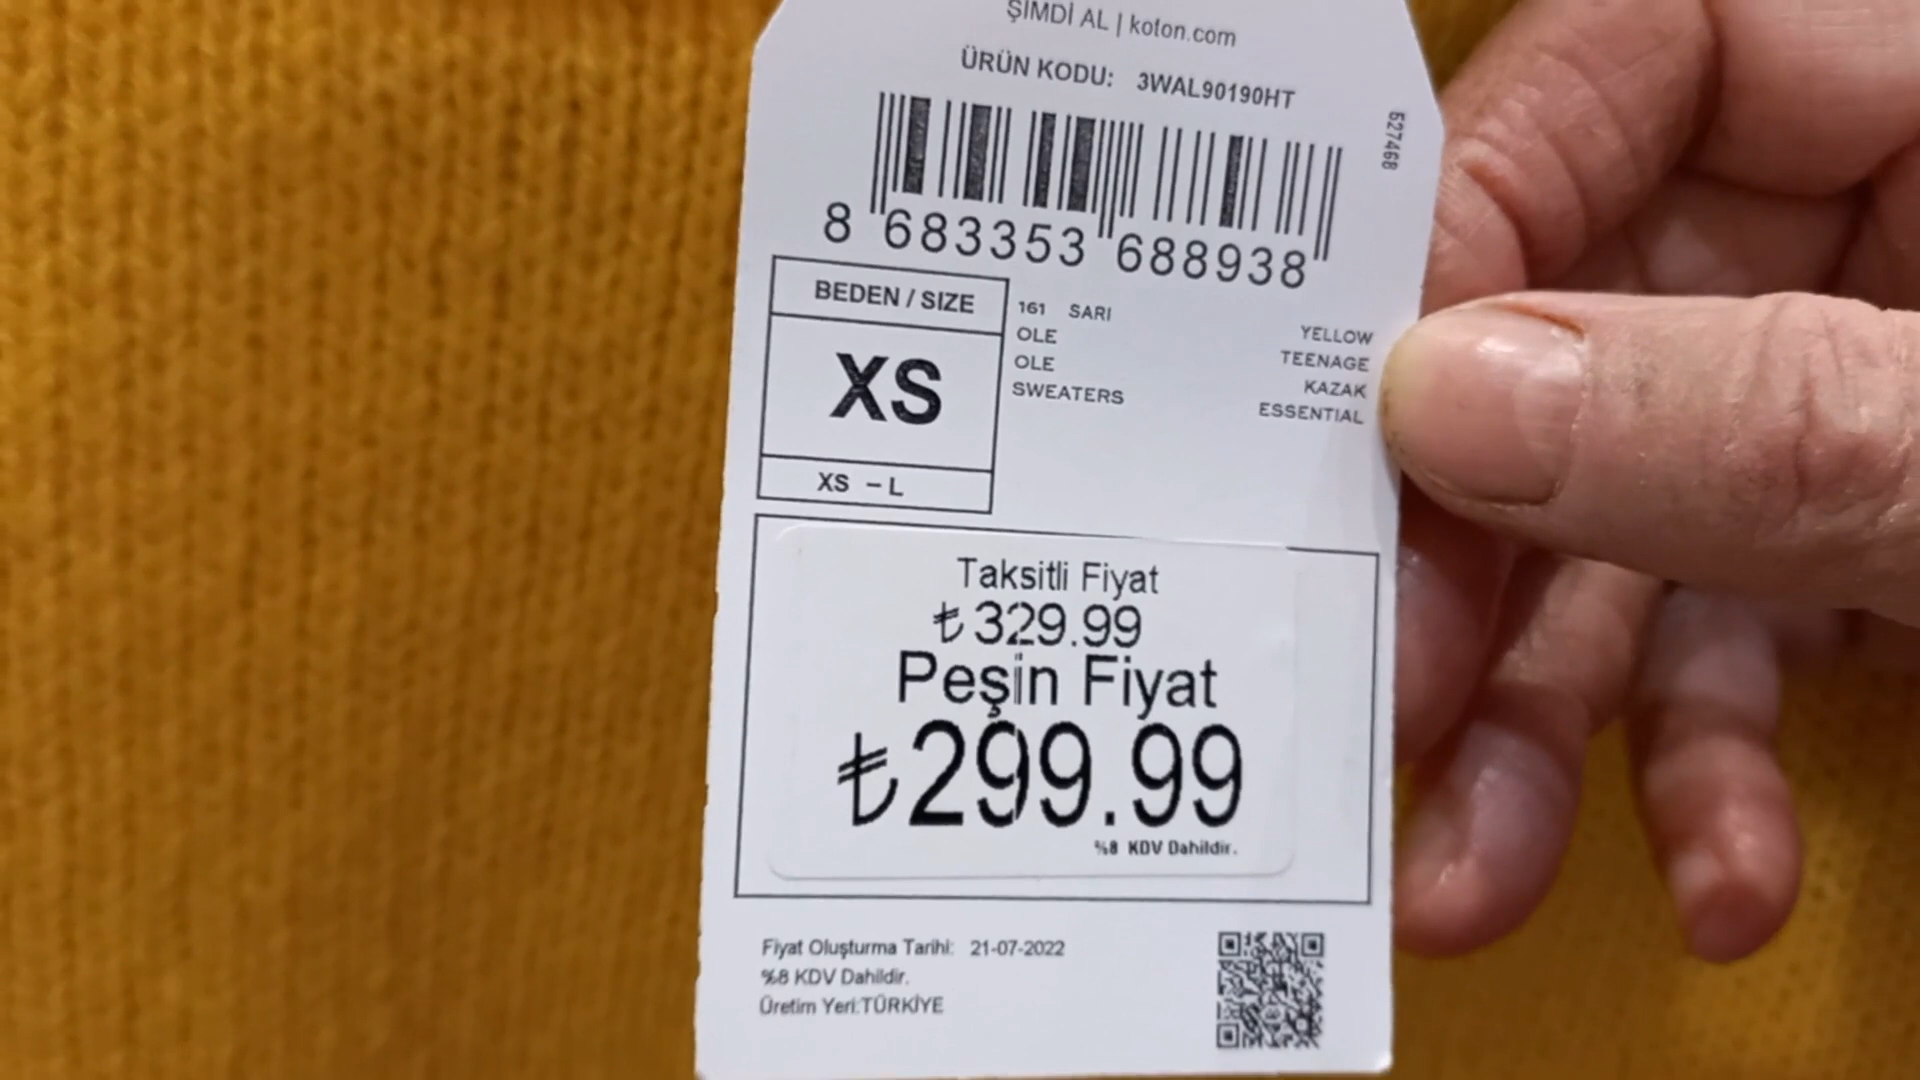 ŞİMDİ AL | koton.com
ÜRÜN KODU: 3WAL90190HT
527468
8 683353 688938
BEDEN / SIZE
XS
XS - L
161 SARI YELLOW
OLE TEENAGE
OLE KAZAK
SWEATERS ESSENTIAL
Taksitli Fiyat
₺329.99
Peşin Fiyat
₺299.99
%8 KDV Dahildir.
Fiyat Oluşturma Tarihi: 21-07-2022
%8 KDV Dahildir.
Üretim Yeri:TÜRKİYE